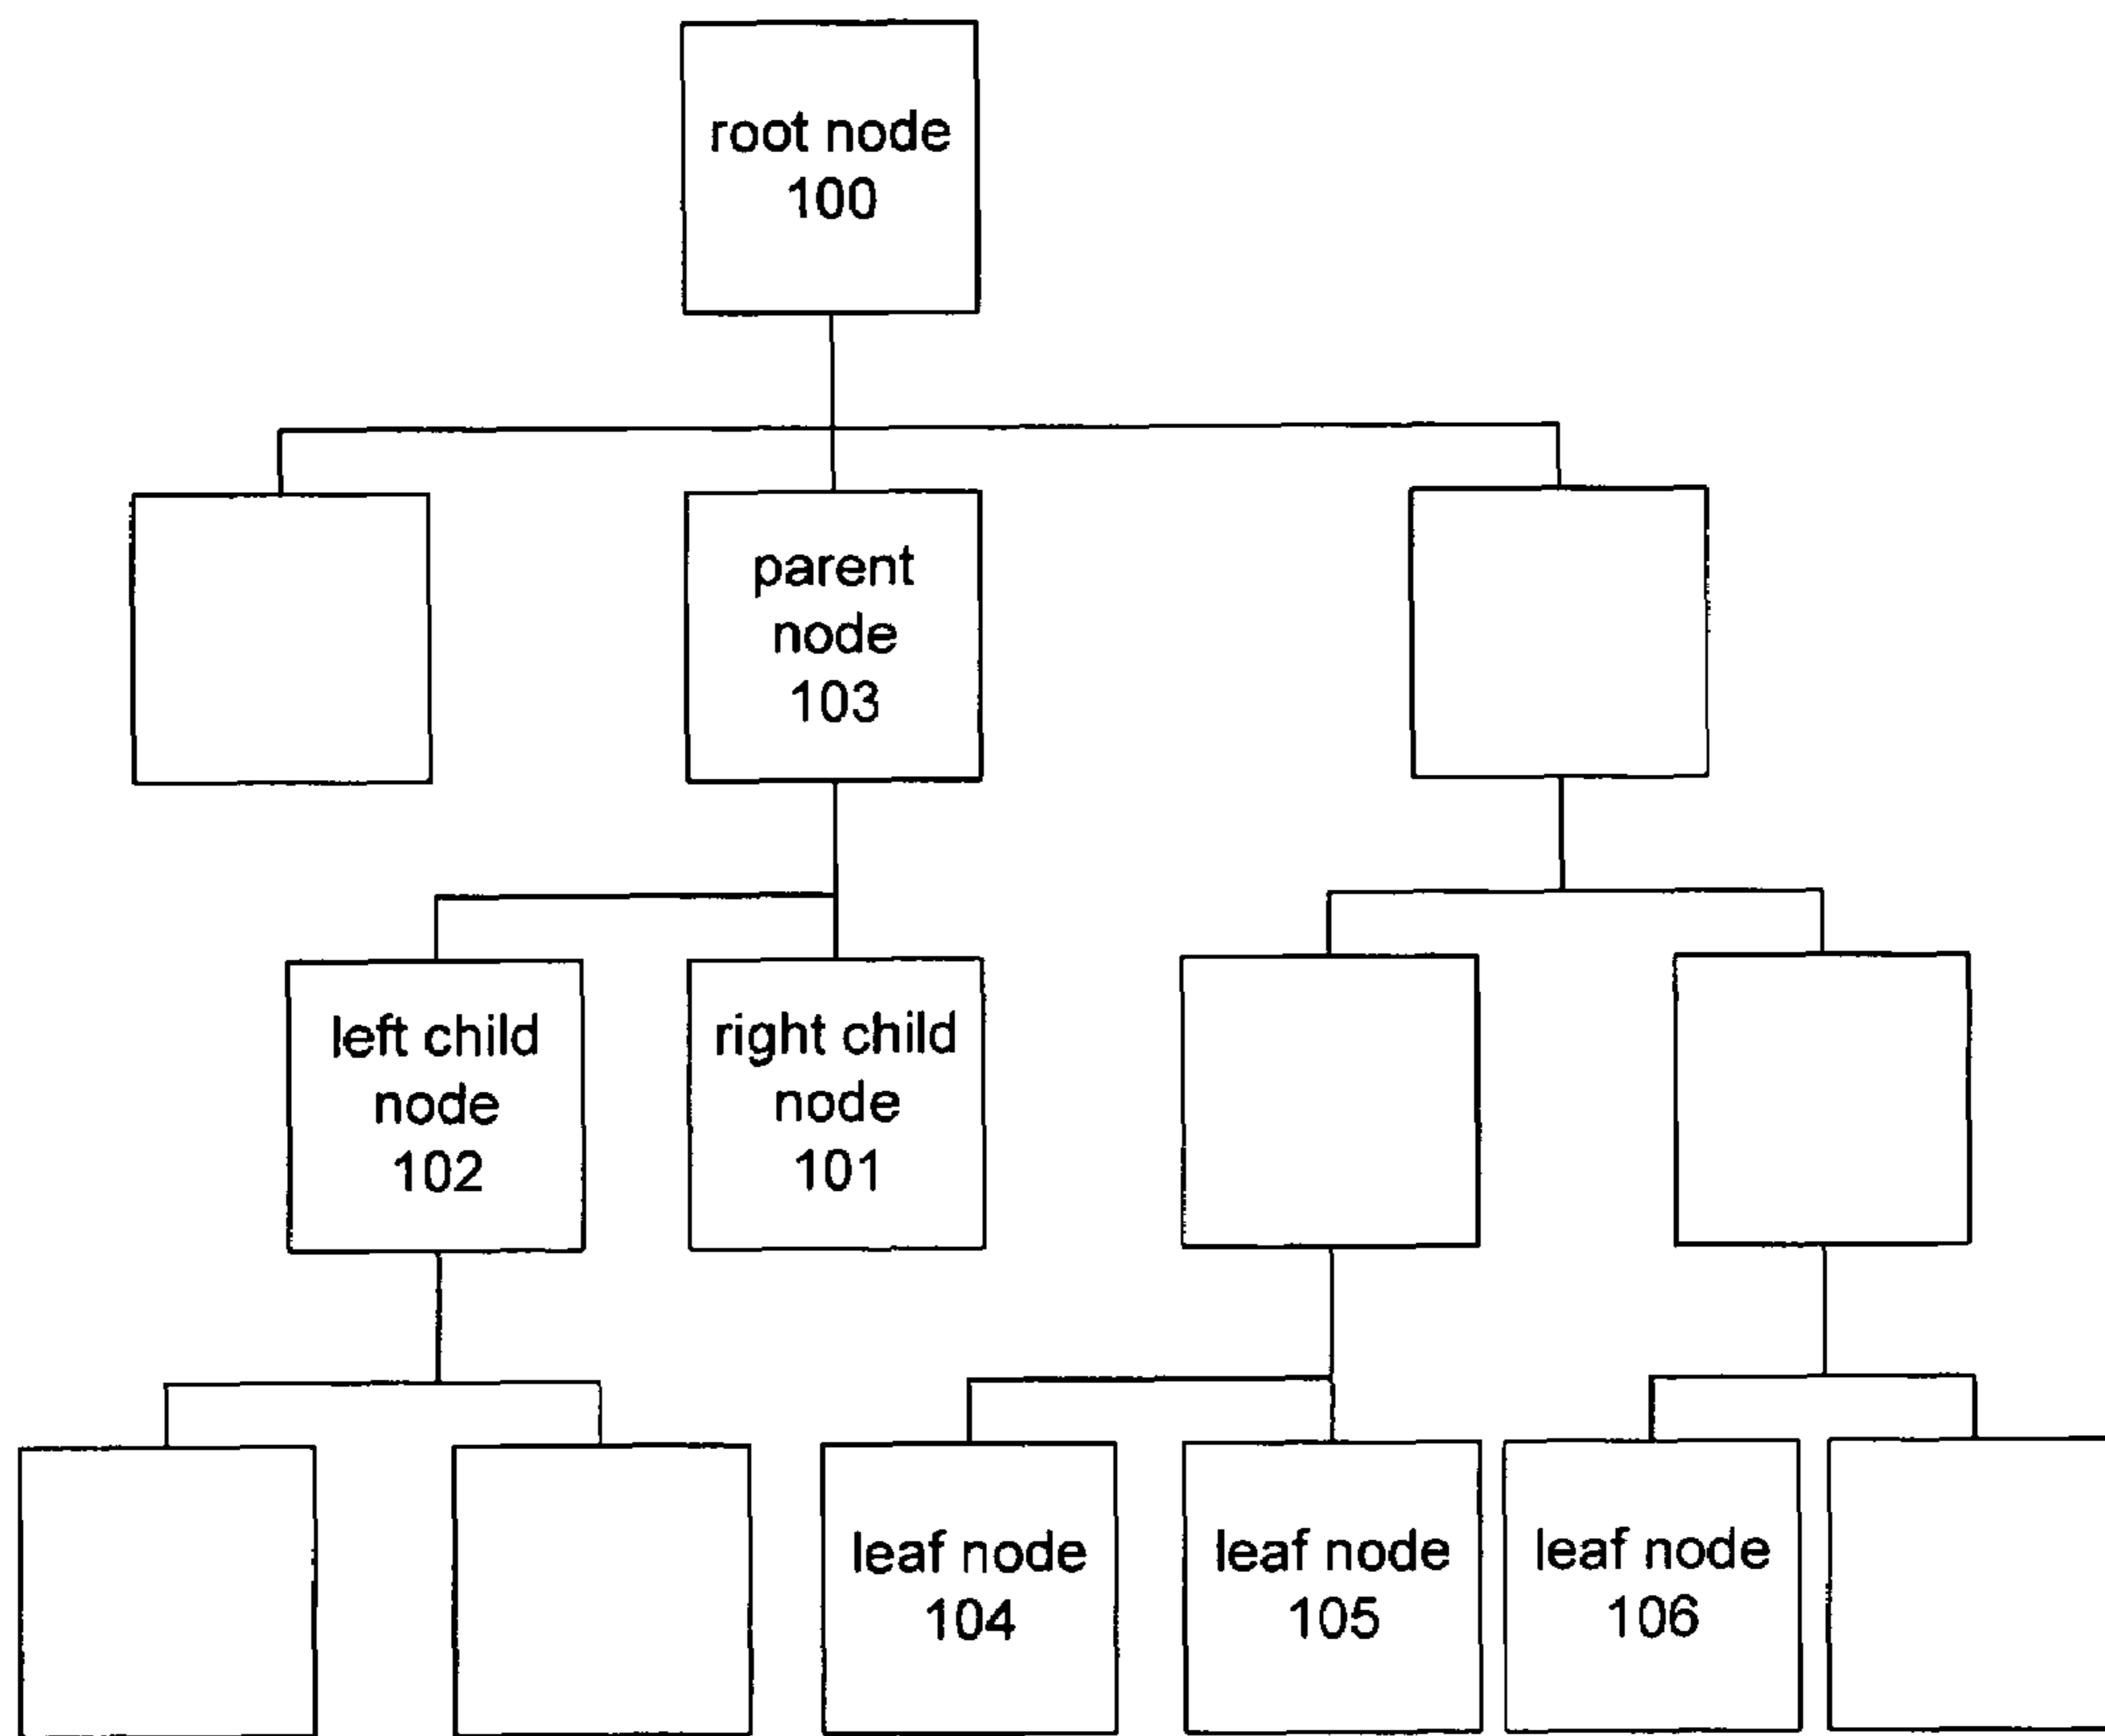 root node
100
parent
node
103
left child
node
102
right child
node
101
leaf node
104
leaf node
105
leaf node
106